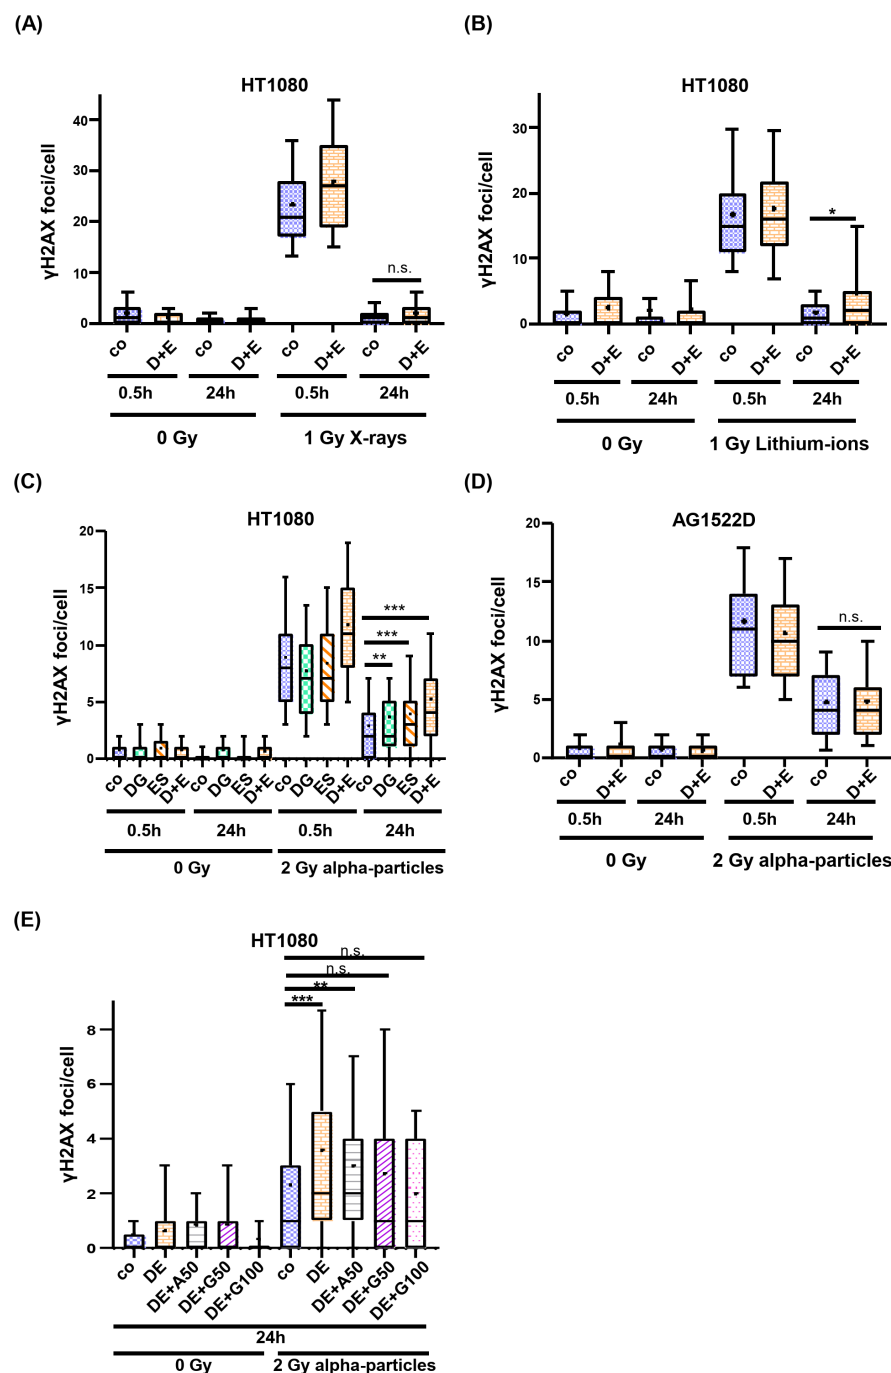 (A)
HT1080
γH2AX foci/cell
40
30
20
10
0
n.s.
co
D+E
co
D+E
co
D+E
co
D+E
0.5h
24h
0.5h
24h
0 Gy
1 Gy X-rays
(B)
HT1080
γH2AX foci/cell
30
20
10
0
*
co
D+E
co
D+E
co
D+E
co
D+E
0.5h
24h
0.5h
24h
0 Gy
1 Gy Lithium-ions
(C)
HT1080
γH2AX foci/cell
20
15
10
5
0
***
***
**
co
DG
ES
D+E
co
DG
ES
D+E
co
DG
ES
D+E
co
DG
ES
D+E
0.5h
24h
0.5h
24h
0 Gy
2 Gy alpha-particles
(D)
AG1522D
γH2AX foci/cell
20
15
10
5
0
n.s.
co
D+E
co
D+E
co
D+E
co
D+E
0.5h
24h
0.5h
24h
0 Gy
2 Gy alpha-particles
(E)
HT1080
γH2AX foci/cell
8
6
4
2
0
n.s.
n.s.
**
***
co
DE
DE+A50
DE+G50
DE+G100
co
DE
DE+A50
DE+G50
DE+G100
24h
0 Gy
2 Gy alpha-particles